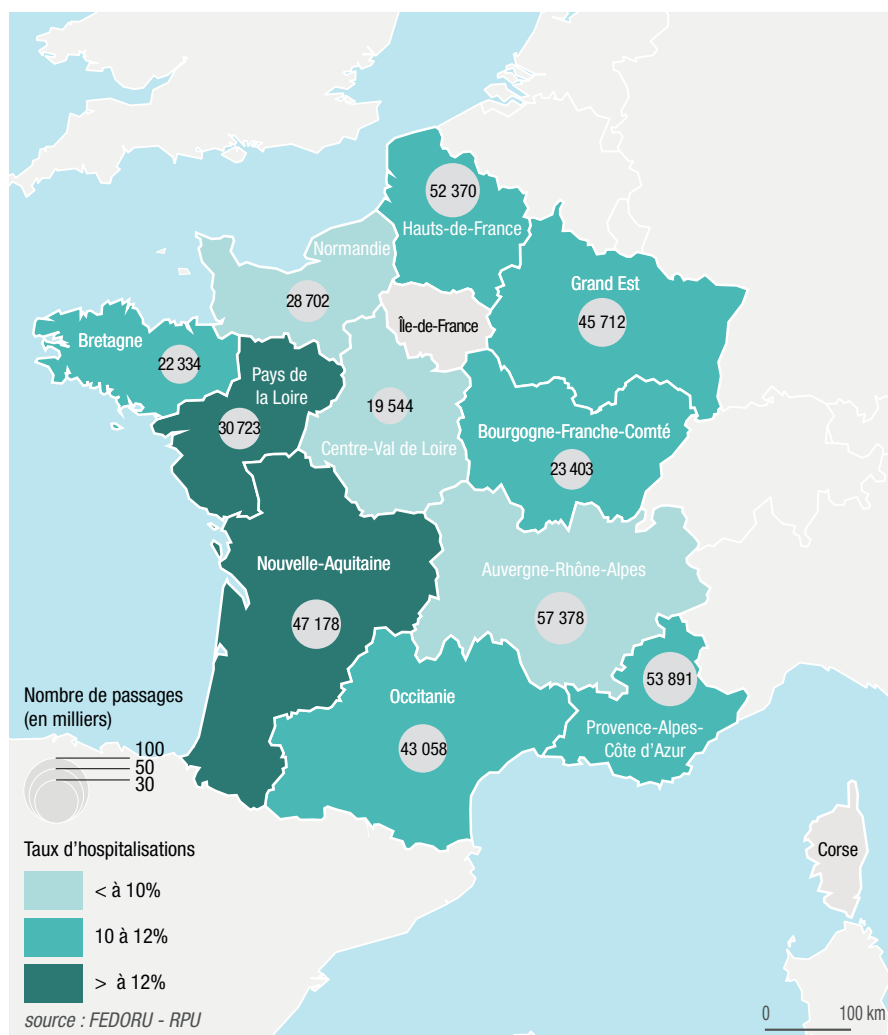 52 370
Hauts-de-France
Normandie
28 702
Grand Est
45 712
Île-de-France
Bretagne
22 334
Pays de
la Loire
30 723
19 544
Centre-Val de Loire
Bourgogne-Franche-Comté
23 403
Nouvelle-Aquitaine
47 178
Auvergne-Rhône-Alpes
57 378
53 891
Provence-Alpes-
Côte d'Azur
Occitanie
43 058
Corse
Nombre de passages
(en milliers)
100
50
30
Taux d'hospitalisations
< à 10%
10 à 12%
> à 12%
source : FEDORU - RPU
0 100 km